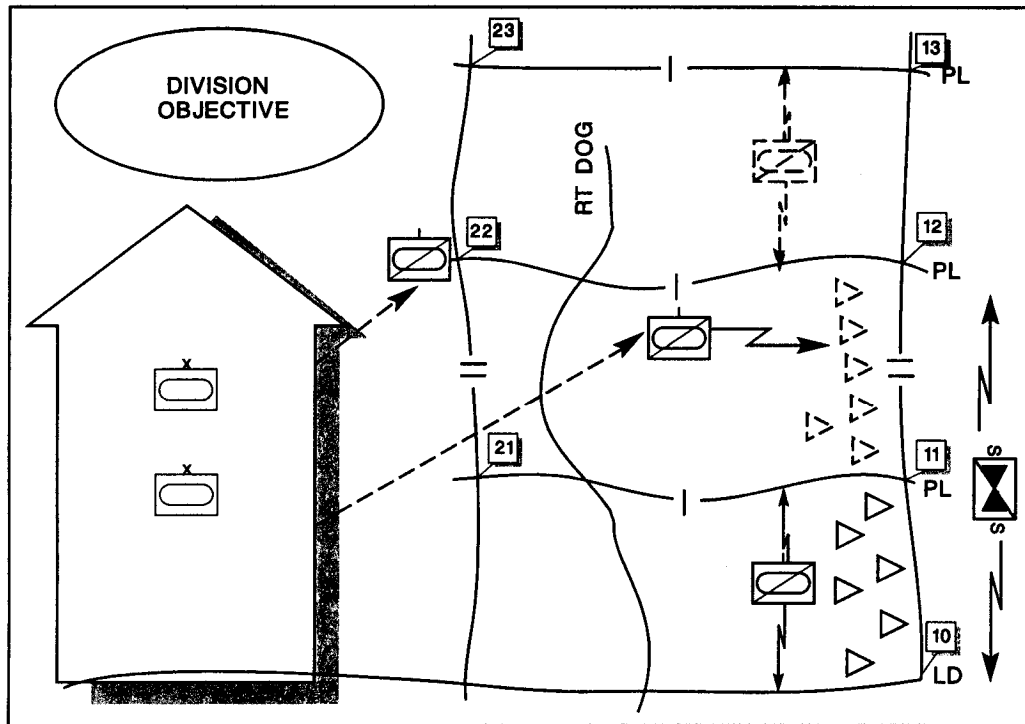 23
13
DIVISION
OBJECTIVE
PL
RT DOG
22
12
PL
X
X
21
11
PL
S
S
10
LD